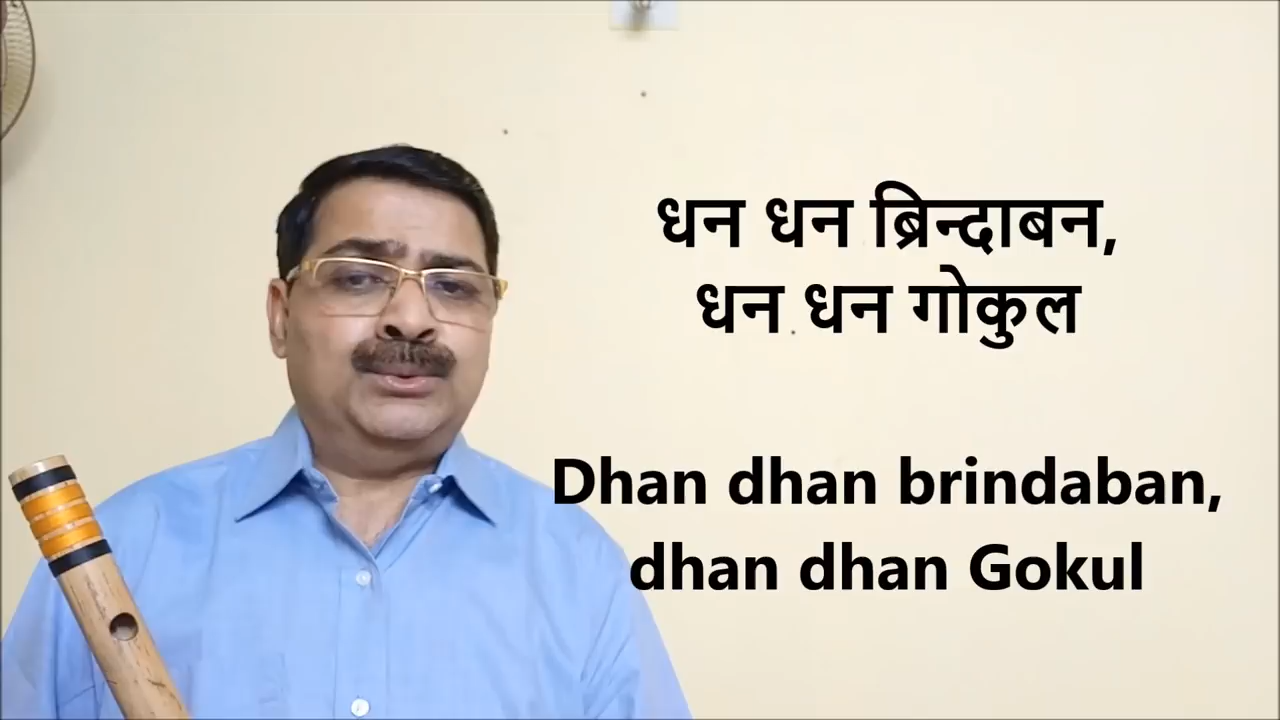 धन धन ब्रिन्दाबन,
धन धन गोकुल
Dhan dhan brindaban,
dhan dhan Gokul